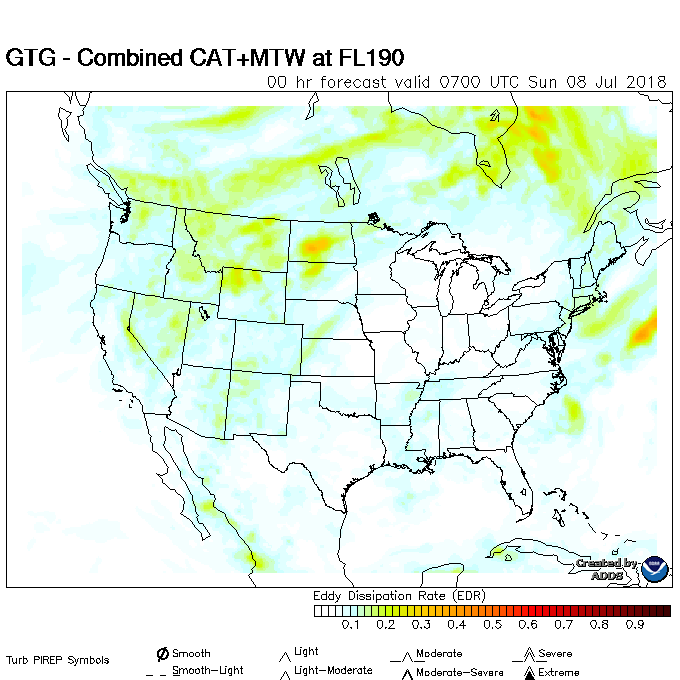 GTG - Combined CAT+MTW at FL190
00 hr forecast valid 0700 UTC Sun 08 Jul 2018
Created by
ADDS
Eddy Dissipation Rate (EDR)
0.1 0.2 0.3 0.4 0.5 0.6 0.7 0.8 0.9
Turb PIREP Symbols
Smooth Light Moderate Severe
Smooth-Light Light-Moderate Moderate-Severe Extreme